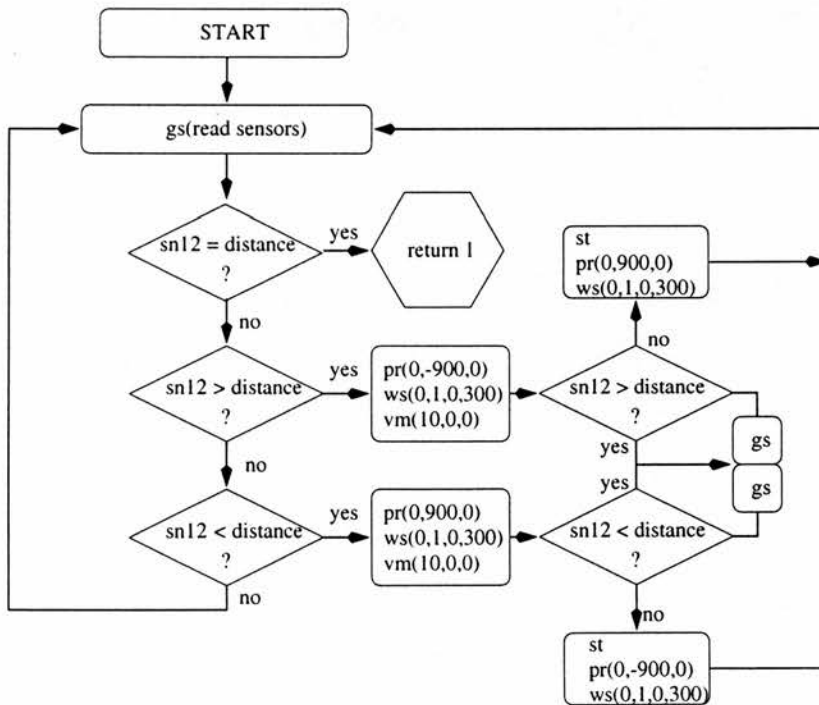 START
gs(read sensors)
sn12 = distance
?
yes
return 1
no
st
pr(0,900,0)
ws(0,1,0,300)
no
sn12 > distance
?
yes
pr(0,-900,0)
ws(0,1,0,300)
vm(10,0,0)
sn12 > distance
?
yes
gs
no
sn12 < distance
?
yes
pr(0,900,0)
ws(0,1,0,300)
vm(10,0,0)
yes
sn12 < distance
?
gs
no
no
st
pr(0,-900,0)
ws(0,1,0,300)